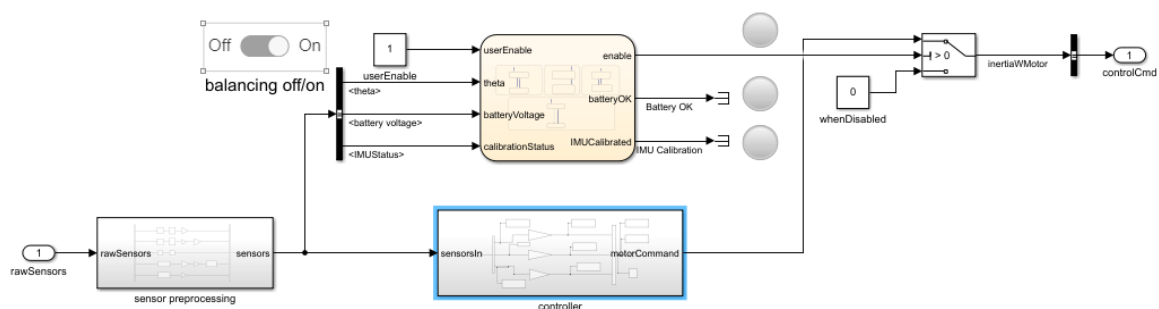 Off On
balancing off/on
1
userEnable
userEnable
enable
<theta>
theta
batteryOK
Battery OK
<battery voltage>
batteryVoltage
<IMUStatus>
calibrationStatus
IMUCalibrated
IMU Calibration
> 0
0
whenDisabled
inertiaWMotor
1
controlCmd
1
rawSensors
rawSensors
sensors
sensor preprocessing
sensorsIn
motorCommand
controller